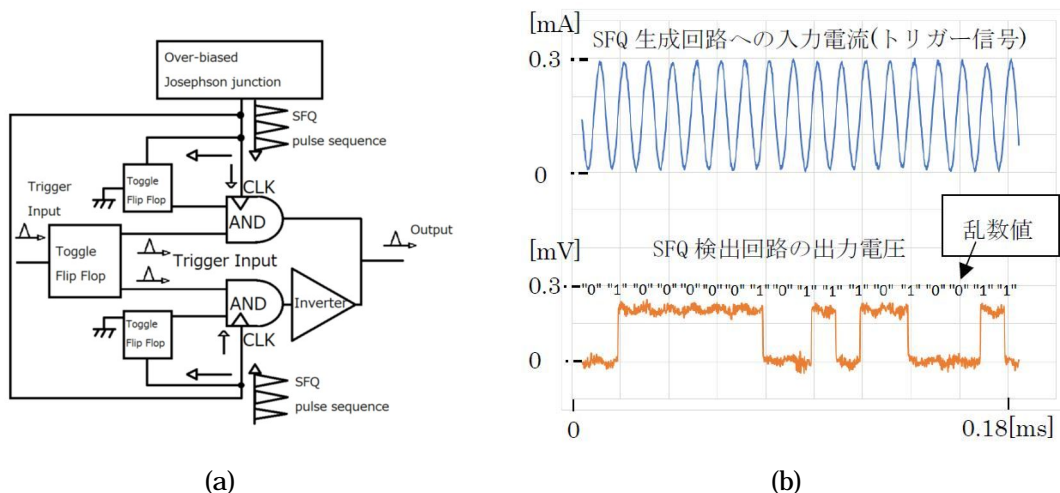 Over-biased
Josephson junction
SFQ
pulse sequence
Toggle
Flip Flop
CLK
AND
Trigger
Input
Toggle
Flip Flop
Trigger Input
Output
AND
Inverter
CLK
Toggle
Flip Flop
SFQ
pulse sequence
(a)
[mA]
SFQ 生成回路への入力電流(トリガー信号)
0.3
0
[mV]
SFQ 検出回路の出力電圧
乱数値
0.3
"0" "1" "0" "0" "0" "0" "0" "1" "0" "1" "1" "1" "0" "1" "0" "0" "1" "1"
0
0
0.18[ms]
(b)